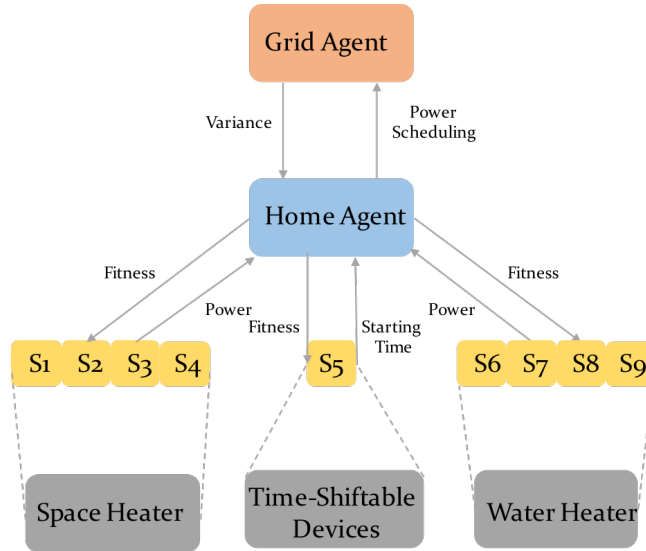 Grid Agent
Variance
Power
Scheduling
Home Agent
Fitness
Power
Fitness
Starting
Time
Power
Fitness
S1 S2 S3 S4
S5
S6 S7 S8 S9
Space Heater
Time-Shiftable
Devices
Water Heater